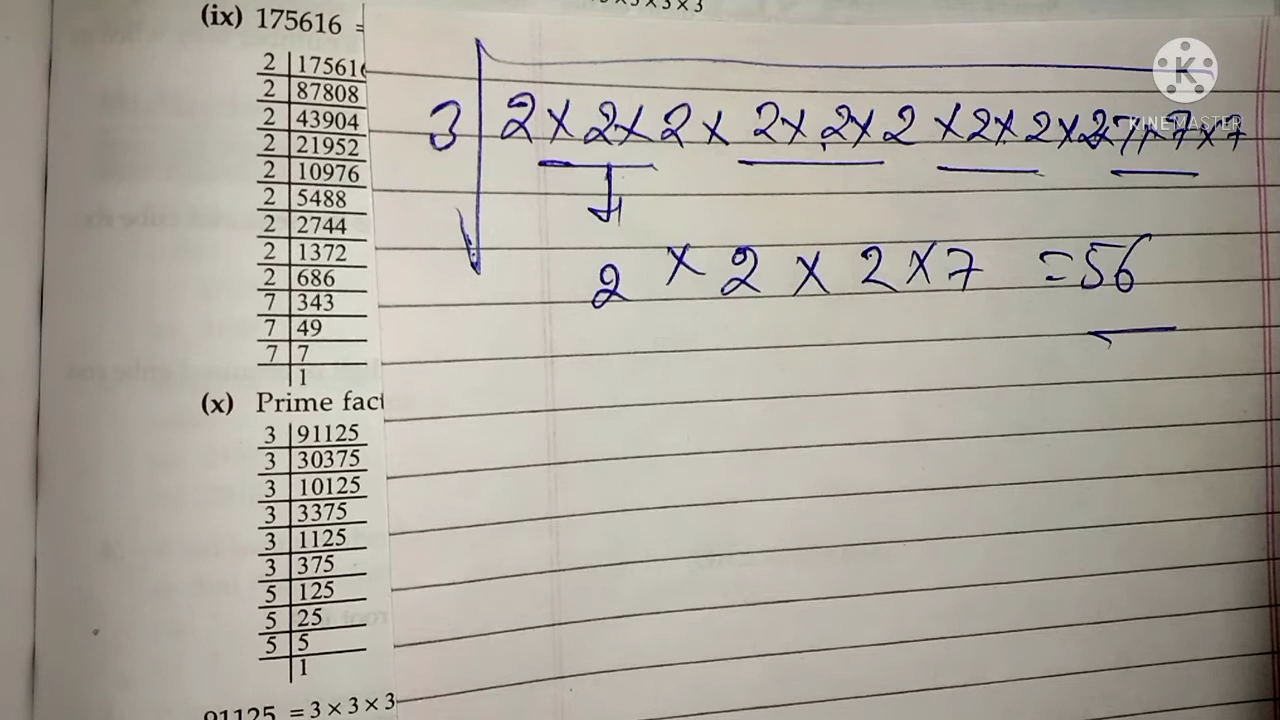 × 3 × 3
(ix) 175616 =
2 | 175616
2 | 87808
2 | 43904
2 | 21952
2 | 10976
2 | 5488
2 | 2744
2 | 1372
2 | 686
7 | 343
7 | 49
7 | 7
1
(x) Prime fact
3 | 91125
3 | 30375
3 | 10125
3 | 3375
3 | 1125
3 | 375
5 | 125
5 | 25
5 | 5
1
91125 = 3 × 3 × 3
3√2 × 2 × 2 × 2 × 2 × 2 × 2 × 2 × 2 × 7 × 7 × 7
2 × 2 × 2 × 7 = 56
K
KINEMASTER